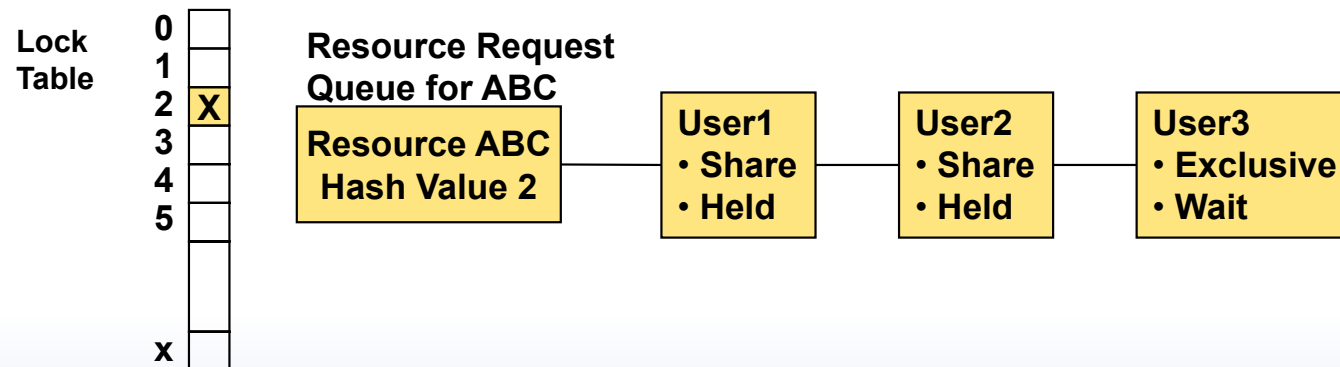 Lock
Table
0
1
2
3
4
5
x
X
Resource Request
Queue for ABC
Resource ABC
Hash Value 2
User1
• Share
• Held
User2
• Share
• Held
User3
• Exclusive
• Wait